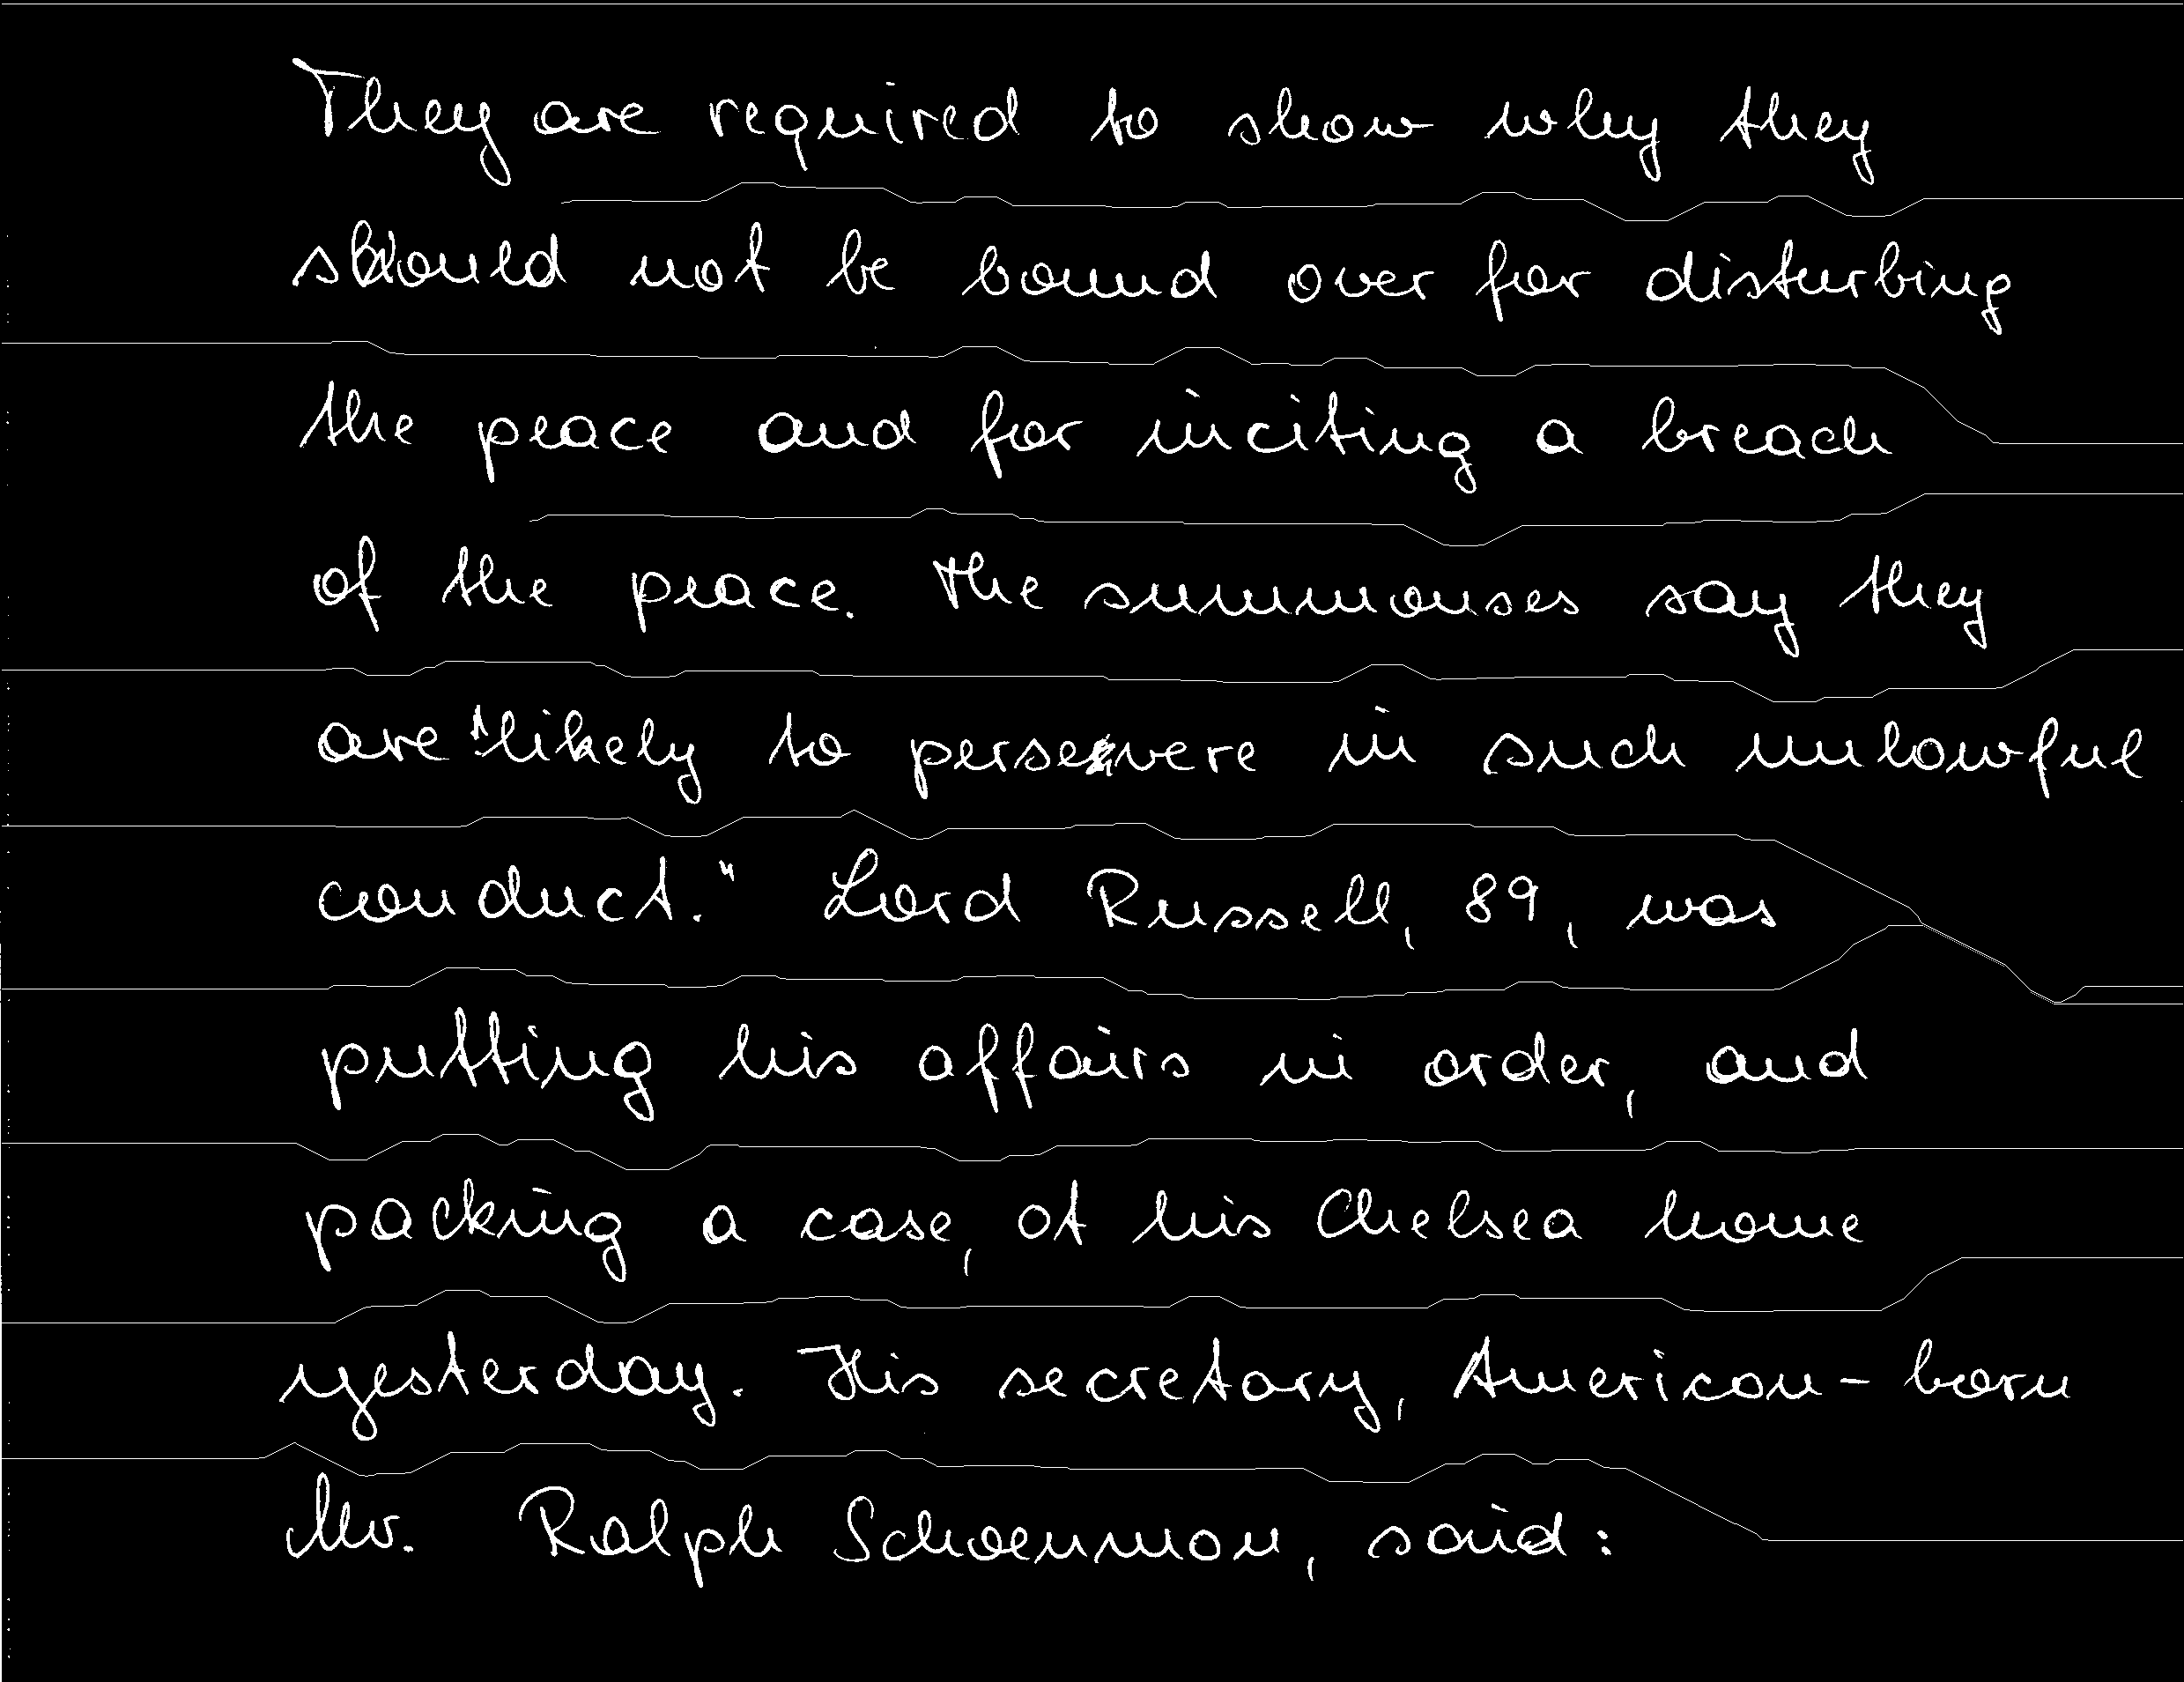 They are required to show why they
should not be bound over for disturbing
the peace and for inciting a breach
of the peace. The summonses say they
are "likely to persevere in such unlawful
conduct." Lord Russell, 89, was
putting his affairs in order, and
packing a case, at his Chelsea home
yesterday. His secretary, American-born
Mr. Ralph Schoenman, said: